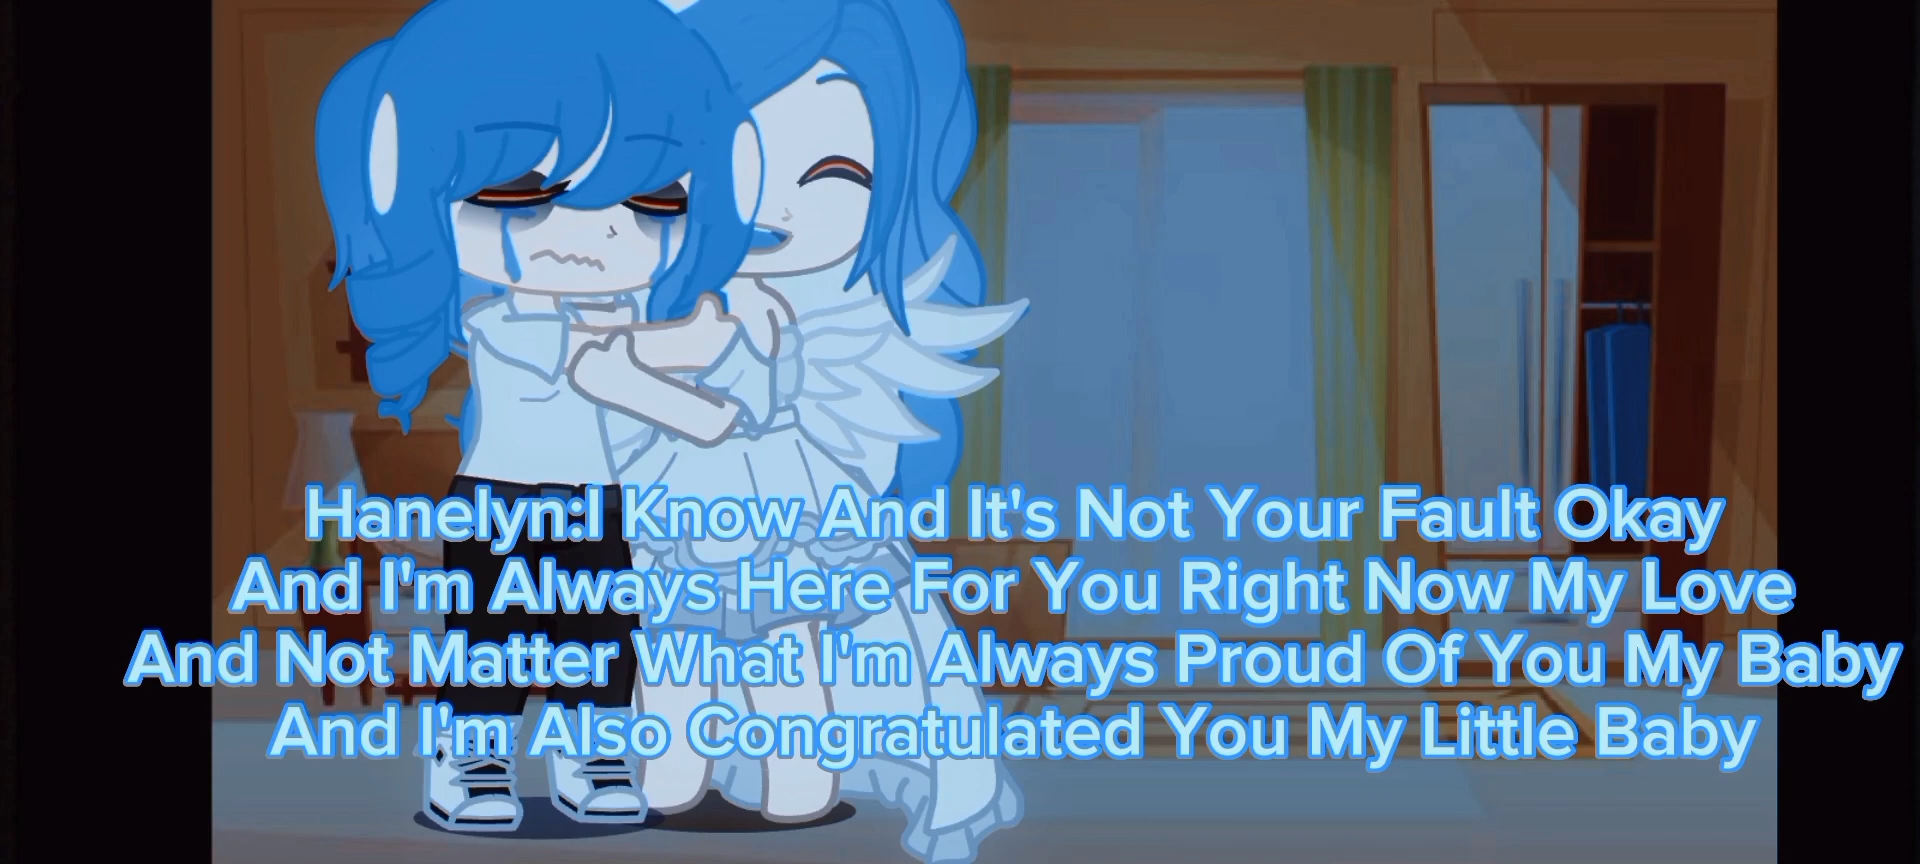 Hanelyn:I Know And It's Not Your Fault Okay
And I'm Always Here For You Right Now My Love
And Not Matter What I'm Always Proud Of You My Baby
And I'm Also Congratulated You My Little Baby